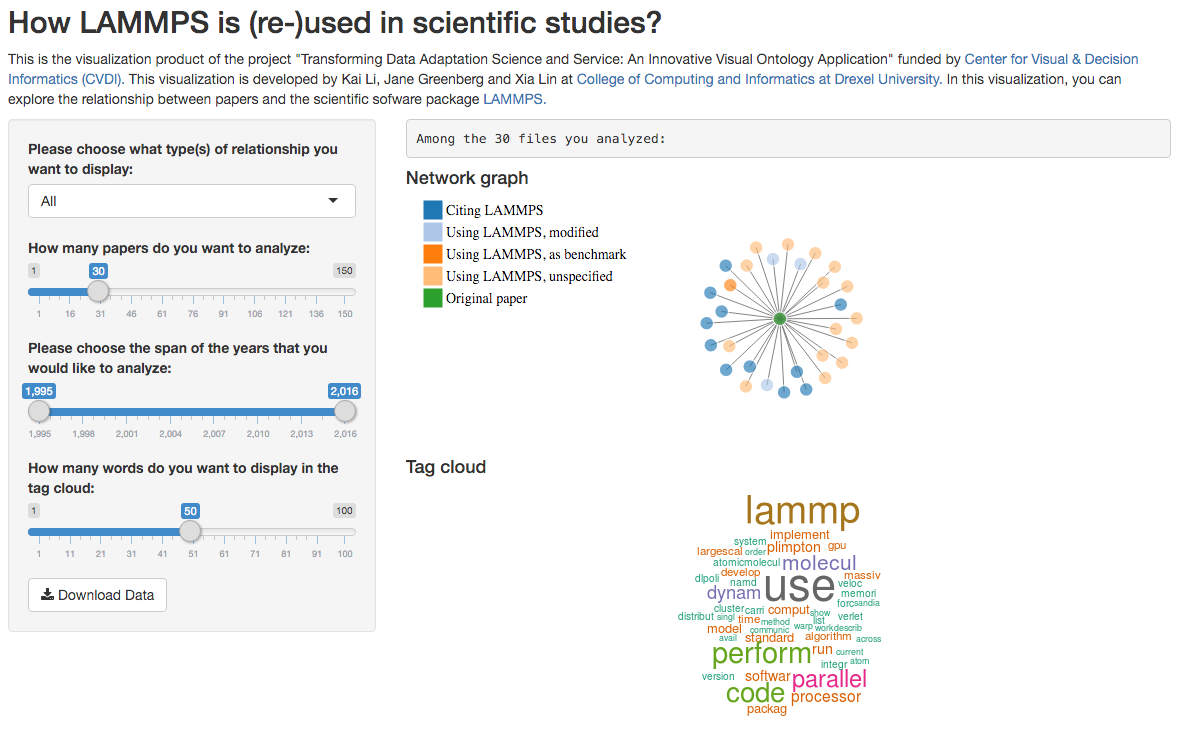 How LAMMPS is (re-)used in scientific studies?
This is the visualization product of the project "Transforming Data Adaptation Science and Service: An Innovative Visual Ontology Application" funded by Center for Visual & Decision
Informatics (CVDI). This visualization is developed by Kai Li, Jane Greenberg and Xia Lin at College of Computing and Informatics at Drexel University. In this visualization, you can
explore the relationship between papers and the scientific sofware package LAMMPS.
Please choose what type(s) of relationship you
want to display:
All
How many papers do you want to analyze:
1 30 150
1 16 31 46 61 76 91 106 121 136 150
Please choose the span of the years that you
would like to analyze:
1,995 2,016
1,995 1,998 2,001 2,004 2,007 2,010 2,013 2,016
How many words do you want to display in the
tag cloud:
1 50 100
1 11 21 31 41 51 61 71 81 91 100
Download Data
Among the 30 files you analyzed:
Network graph
Citing LAMMPS
Using LAMMPS, modified
Using LAMMPS, as benchmark
Using LAMMPS, unspecified
Original paper
Tag cloud
lammp
implement
system plimpton gpu
largescal order
atomicmolecul molecul
develop massiv
dlpoli namd use veloc
dynam memori
forc sandia
cluster carri comput show
distribut singl time method list verlet
model communic warp work describ
avail standard algorithm across
perform run current
integr atom
version softwar parallel
code processor
packag